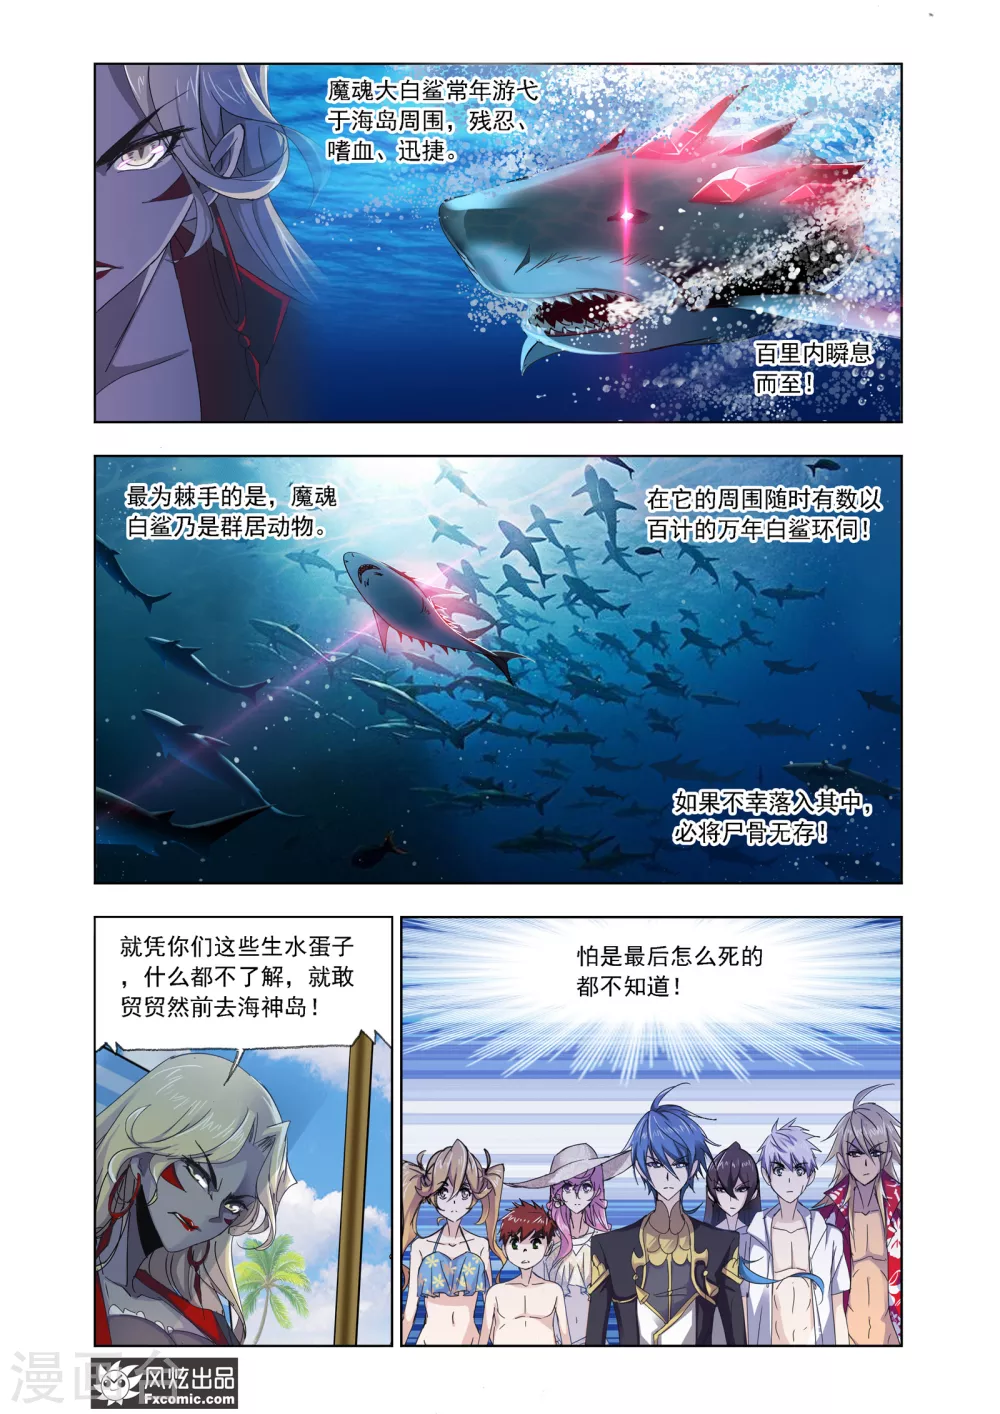 魔魂大白鲨常年游弋
于海岛周围，残忍、
嗜血、迅捷。
百里内瞬息
而至！
最为棘手的是，魔魂
白鲨乃是群居动物。
在它的周围随时有数以
百计的万年白鲨环伺！
如果不幸落入其中，
必将尸骨无存！
就凭你们这些生水蛋子
，什么都不了解，就敢
贸贸然前去海神岛！
怕是最后怎么死的
都不知道！
漫画台
风炫出品
Fxcomic.com